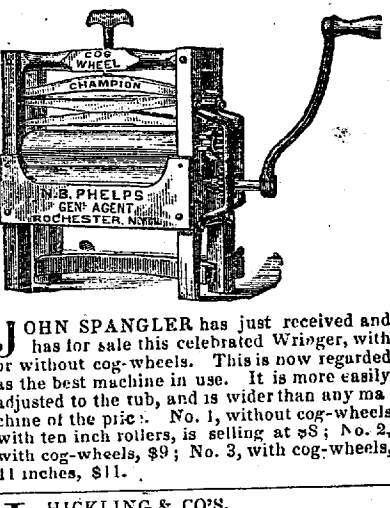 COG
WHEEL
CHAMPION
N.B. PHELPS
GENL AGENT
ROCHESTER, N.Y.
JOHN SPANGLER has just received and
has for sale this celebrated Wringer, with
or without cog-wheels. This is now regarded
as the best machine in use. It is more easily
adjusted to the tub, and is wider than any ma
chine of the price. No. 1, without cog-wheels
with ten inch rollers, is selling at $8; No. 2,
with cog-wheels, $9; No. 3, with cog-wheels,
11 inches, $11.
HICKLING & CO'S.